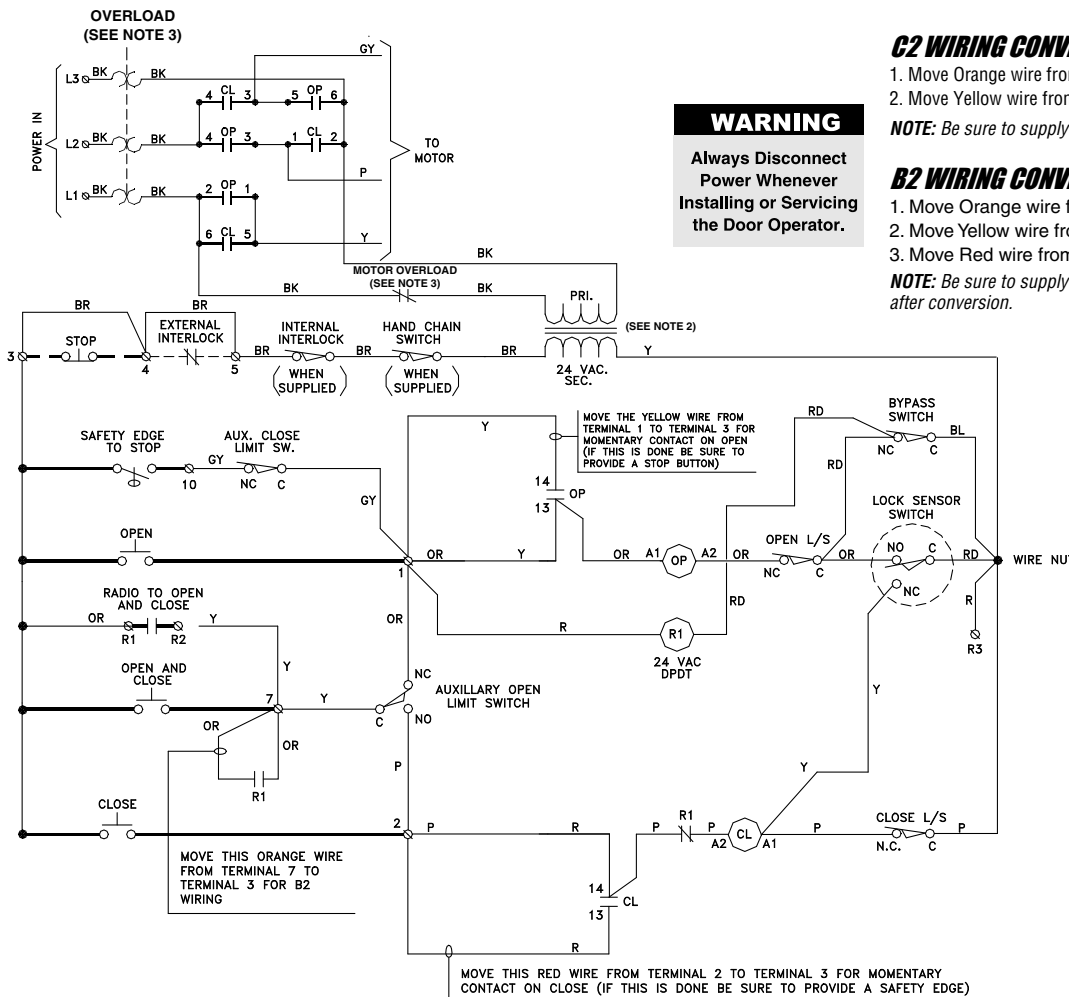 OVERLOAD
(SEE NOTE 3)
GY
L3 BK BK
4 CL 3 5 OP 6
POWER IN
L2 BK BK
4 OP 3 1 CL 2
TO
MOTOR
P
L1 BK BK
2 OP 1
6 CL 5
Y
BK
MOTOR OVERLOAD
(SEE NOTE 3)
BK BK
PRI.
(SEE NOTE 2)
24 VAC.
SEC.
Y
WARNING
Always Disconnect
Power Whenever
Installing or Servicing
the Door Operator.
C2 WIRING
1. Move Orange wire
2. Move Yellow wire
NOTE: Be sure to supply
B2 WIRING
1. Move Orange wire
2. Move Yellow wire
3. Move Red wire from
NOTE: Be sure to supply
after conversion.
BR BR
STOP
EXTERNAL
INTERLOCK
INTERNAL
INTERLOCK
HAND CHAIN
SWITCH
3 4 5 BR BR BR
(WHEN
SUPPLIED)
(WHEN
SUPPLIED)
SAFETY EDGE
TO STOP
AUX. CLOSE
LIMIT SW.
GY
10 NC C
GY
Y
MOVE THE YELLOW WIRE FROM
TERMINAL 1 TO TERMINAL 3 FOR
MOMENTARY CONTACT ON OPEN
(IF THIS IS DONE BE SURE TO
PROVIDE A STOP BUTTON)
14
OP
13
RD
BYPASS
SWITCH
BL
NC C
RD
LOCK SENSOR
SWITCH
OPEN
1
OR Y OR A1 OP A2 OR
OPEN L/S
NC C
OR NO C RD
NC
WIRE NUT
R
R3
RD
R
R1
24 VAC
DPDT
RADIO TO OPEN
AND CLOSE
OR R1 R2 Y
OR
Y
OPEN AND
CLOSE
7 Y
NC
C NO
AUXILLARY OPEN
LIMIT SWITCH
OR OR
R1
P
Y
Y
CLOSE
2 P R
R1
P P A2 CL A1 P
CLOSE L/S
N.C. C
P
MOVE THIS ORANGE WIRE
FROM TERMINAL 7 TO
TERMINAL 3 FOR B2
WIRING
14
CL
13
R
MOVE THIS RED WIRE FROM TERMINAL 2 TO TERMINAL 3 FOR MOMENTARY
CONTACT ON CLOSE (IF THIS IS DONE BE SURE TO PROVIDE A SAFETY EDGE)